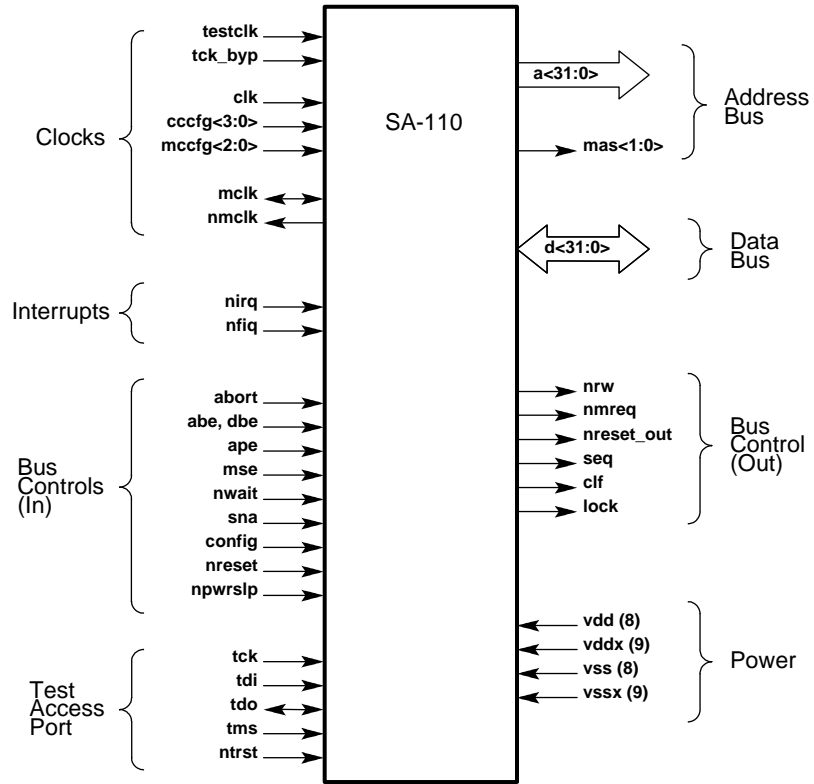 testclk
tck_byp
clk
cccfg<3:0>
mccfg<2:0>
mclk
nmclk
Clocks
nirq
nfiq
Interrupts
abort
abe, dbe
ape
mse
nwait
sna
config
nreset
npwrslp
Bus
Controls
(In)
tck
tdi
tdo
tms
ntrst
Test
Access
Port
SA-110
a<31:0>
mas<1:0>
Address
Bus
d<31:0>
Data
Bus
nrw
nmreq
nreset_out
seq
clf
lock
Bus
Control
(Out)
vdd (8)
vddx (9)
vss (8)
vssx (9)
Power